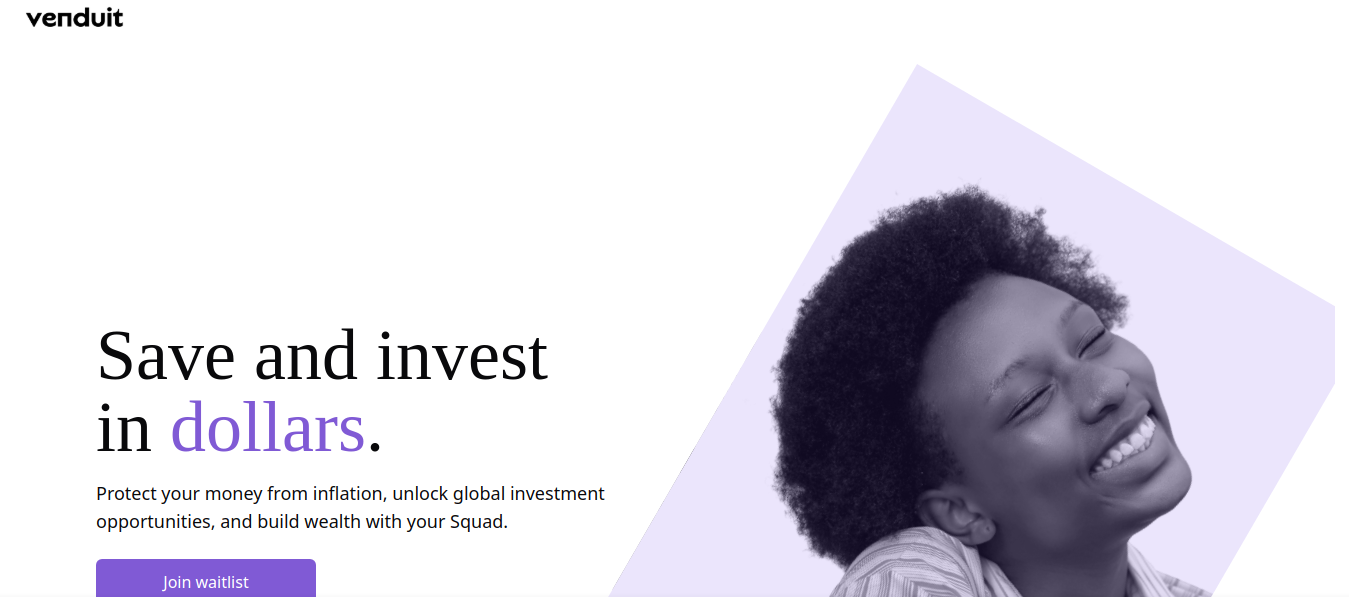 venduit
Save and invest
in dollars.
Protect your money from inflation, unlock global investment
opportunities, and build wealth with your Squad.
Join waitlist